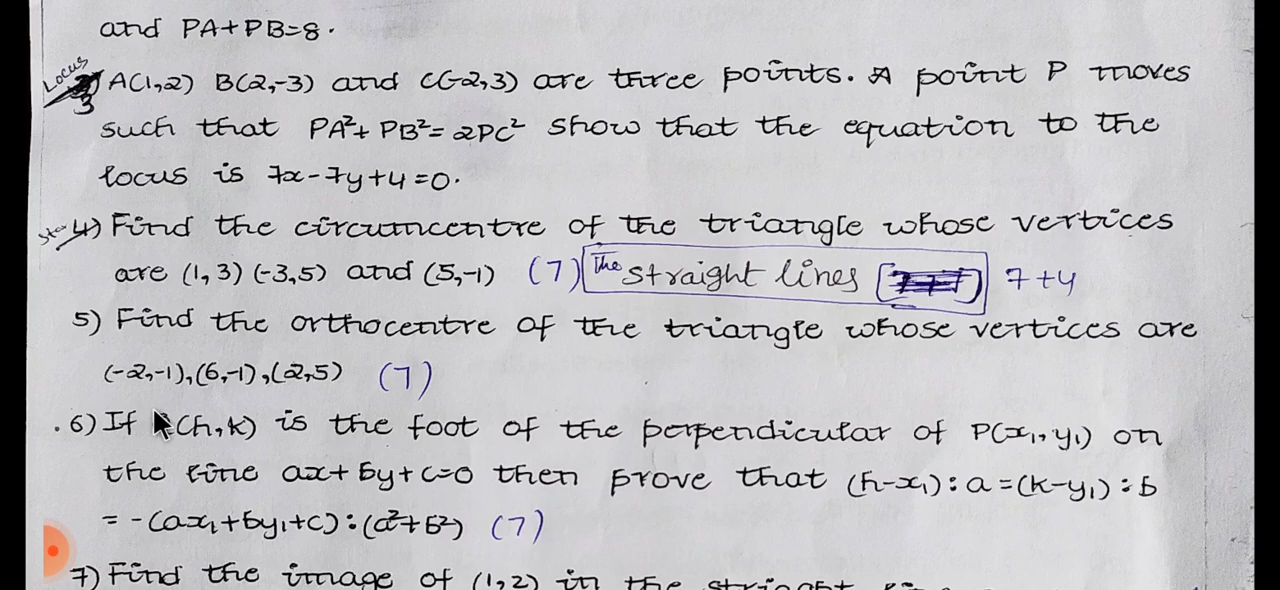 and PA+PB=8.
Locus
3) A(1,2) B(2,-3) and C(-2,3) are three points. A point P moves
such that PA²+ PB²= 2PC² show that the equation to the
locus is 7x-7y+4=0.
4) Find the circumcentre of the triangle whose vertices
are (1,3) (-3,5) and (5,-1) (7) The straight lines 7+4
5) Find the orthocentre of the triangle whose vertices are
(-2,-1),(6,-1),(2,5) (7)
6) If (h,k) is the foot of the perpendicular of P(x₁,y₁) on
the line ax+by+c=0 then prove that (h-x₁):a=(k-y₁):b
= -(ax₁+by₁+c):(a²+b²) (7)
7) Find the image of (1,2) in the